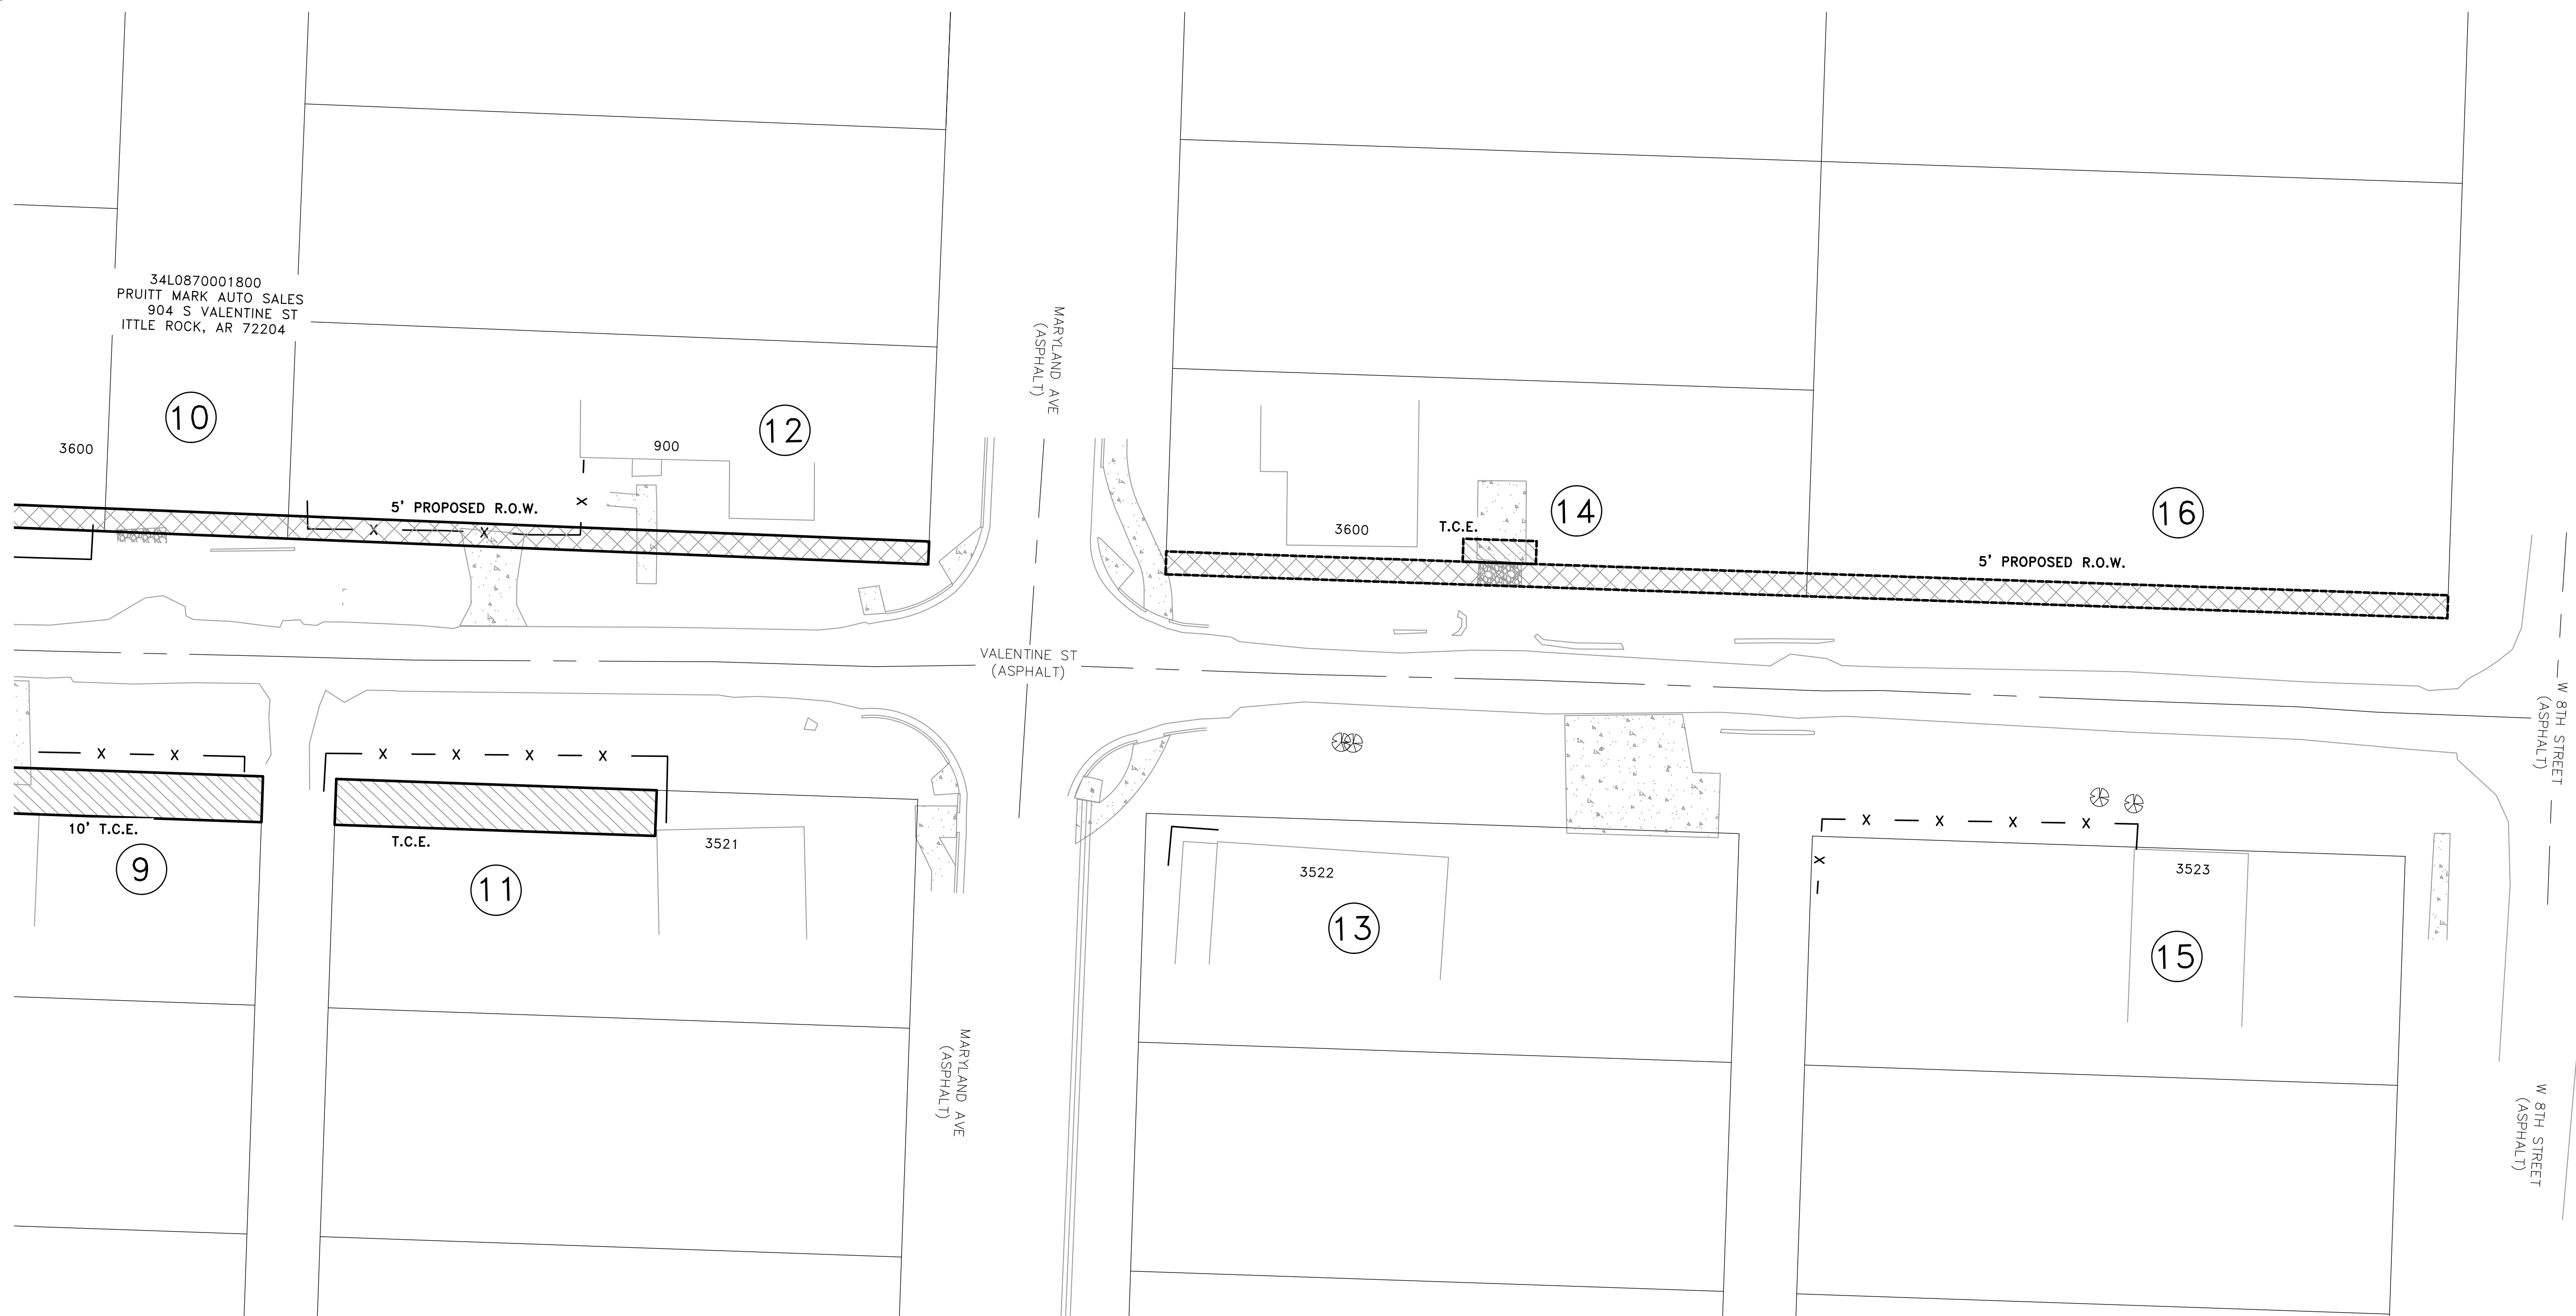 34L0870001800
PRUITT MARK AUTO SALES
904 S VALENTINE ST
ITTLE ROCK, AR 72204
10
3600
5' PROPOSED R.O.W.
X
X
X
900
12
MARYLAND AVE
(ASPHALT)
3600
T.C.E.
14
16
5' PROPOSED R.O.W.
VALENTINE ST
(ASPHALT)
W 8TH STREET
(ASPHALT)
X X
10' T.C.E.
9
X X X X
T.C.E.
11
3521
MARYLAND AVE
(ASPHALT)
3522
13
X X X X
X
3523
15
W 8TH STREET
(ASPHALT)